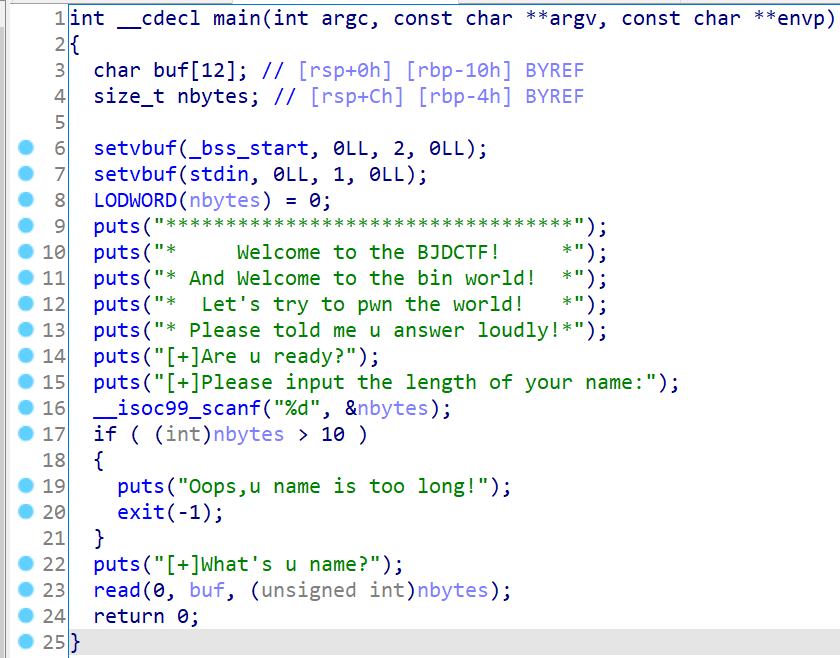 1 int __cdecl main(int argc, const char **argv, const char **envp)
2 {
3   char buf[12]; // [rsp+0h] [rbp-10h] BYREF
4   size_t nbytes; // [rsp+Ch] [rbp-4h] BYREF
5
6   setvbuf(_bss_start, 0LL, 2, 0LL);
7   setvbuf(stdin, 0LL, 1, 0LL);
8   LODWORD(nbytes) = 0;
9   puts("**********************************");
10   puts("*     Welcome to the BJDCTF!     *");
11   puts("* And Welcome to the bin world!  *");
12   puts("*  Let's try to pwn the world!   *");
13   puts("* Please told me u answer loudly!*");
14   puts("[+]Are u ready?");
15   puts("[+]Please input the length of your name:");
16   __isoc99_scanf("%d", &nbytes);
17   if ( (int)nbytes > 10 )
18   {
19     puts("Oops,u name is too long!");
20     exit(-1);
21   }
22   puts("[+]What's u name?");
23   read(0, buf, (unsigned int)nbytes);
24   return 0;
25 }